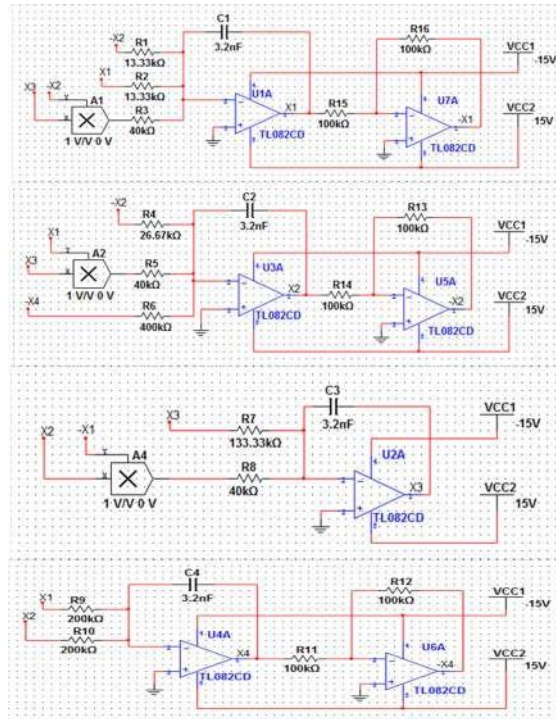 C1
3.2nF
R16
100kΩ
VCC1
-15V
-X2
R1
13.33kΩ
X1
R2
13.33kΩ
X3
-X2
A1
R3
40kΩ
Y
X
1 V/V 0 V
U1A
X1
R15
100kΩ
U7A
-X1
VCC2
15V
TL082CD
TL082CD
C2
3.2nF
R13
100kΩ
VCC1
-15V
-X2
R4
26.67kΩ
X1
X3
A2
R5
40kΩ
Y
X
1 V/V 0 V
-X4
R6
400kΩ
U3A
X2
R14
100kΩ
U5A
-X2
VCC2
15V
TL082CD
TL082CD
C3
3.2nF
X3
R7
133.33kΩ
VCC1
-15V
X2
-X1
A4
R8
40kΩ
Y
X
1 V/V 0 V
U2A
X3
VCC2
15V
TL082CD
C4
3.2nF
R12
100kΩ
VCC1
-15V
X1
R9
200kΩ
X2
R10
200kΩ
U4A
X4
R11
100kΩ
U6A
-X4
VCC2
15V
TL082CD
TL082CD